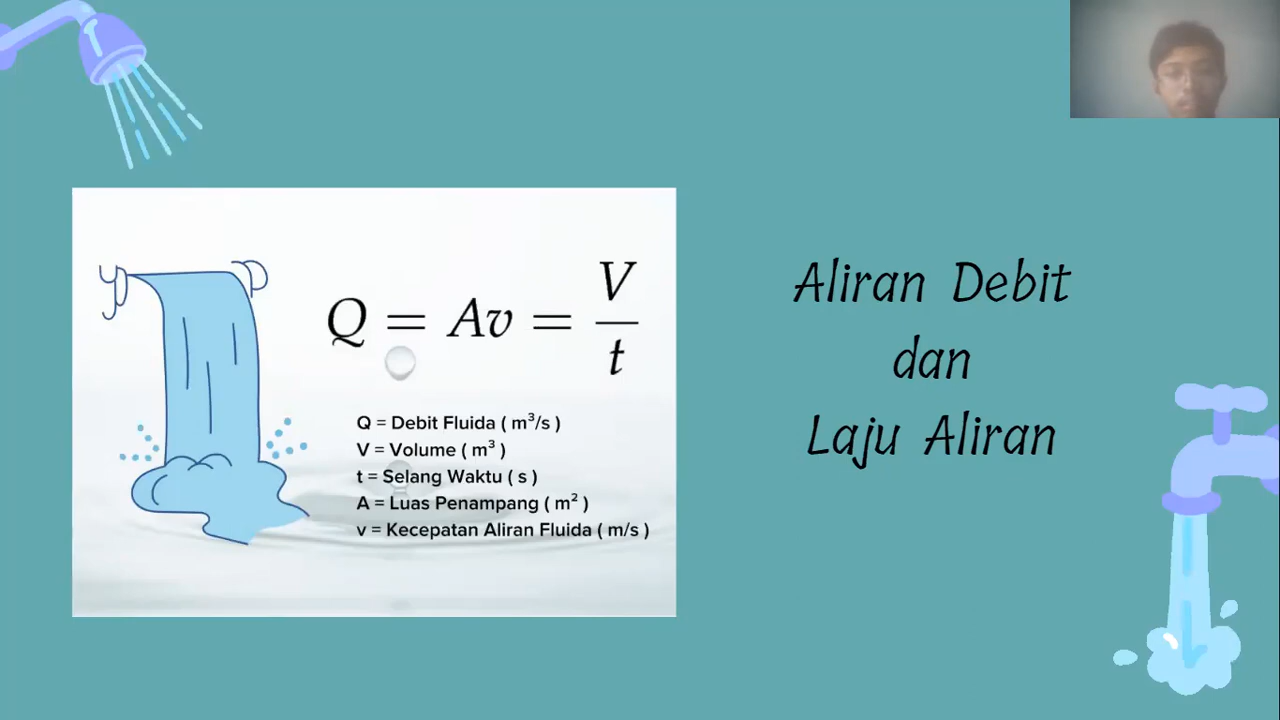 Q = Av = V/t
Q = Debit Fluida ( m³/s )
V = Volume ( m³ )
t = Selang Waktu ( s )
A = Luas Penampang ( m² )
v = Kecepatan Aliran Fluida ( m/s )
Aliran Debit
dan
Laju Aliran